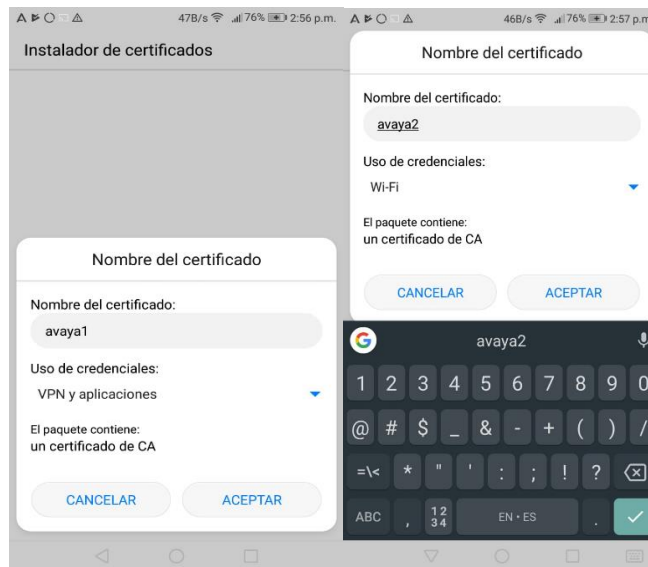 47B/s 76% 2:56 p.m.
Instalador de certificados
Nombre del certificado
Nombre del certificado:
avaya1
Uso de credenciales:
VPN y aplicaciones
El paquete contiene:
un certificado de CA
CANCELAR ACEPTAR
46B/s 76% 2:57 p.m
Nombre del certificado
Nombre del certificado:
avaya2
Uso de credenciales:
Wi-Fi
El paquete contiene:
un certificado de CA
CANCELAR ACEPTAR
G avaya2
1 2 3 4 5 6 7 8 9 0
@ # $ _ & - + ( ) /
=\< * " ' : ; ! ?
ABC , 12 34 EN • ES .